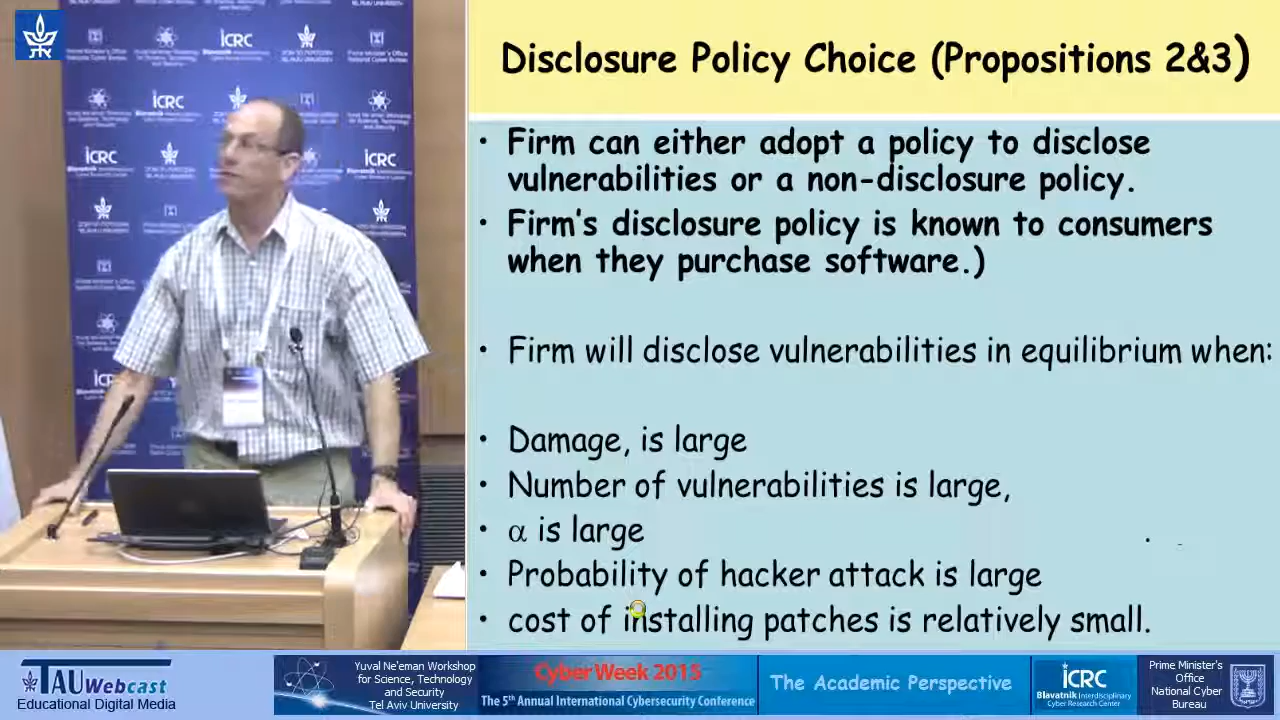 Disclosure Policy Choice (Propositions 2&3)
• Firm can either adopt a policy to disclose
vulnerabilities or a non-disclosure policy.
• Firm's disclosure policy is known to consumers
when they purchase software.)
• Firm will disclose vulnerabilities in equilibrium when:
• Damage, is large
• Number of vulnerabilities is large,
• α is large .
• Probability of hacker attack is large
• cost of installing patches is relatively small.
iCRC
iCRC
iCRC
iCRC
TAU Webcast
Educational Digital Media
Yuval Ne'eman Workshop
for Science, Technology
and Security
Tel Aviv University
CyberWeek 2015
The 5th Annual International Cybersecurity Conference
The Academic Perspective
iCRC
Blavatnik Interdisciplinary
Cyber Research Center
Prime Minister's
Office
National Cyber
Bureau